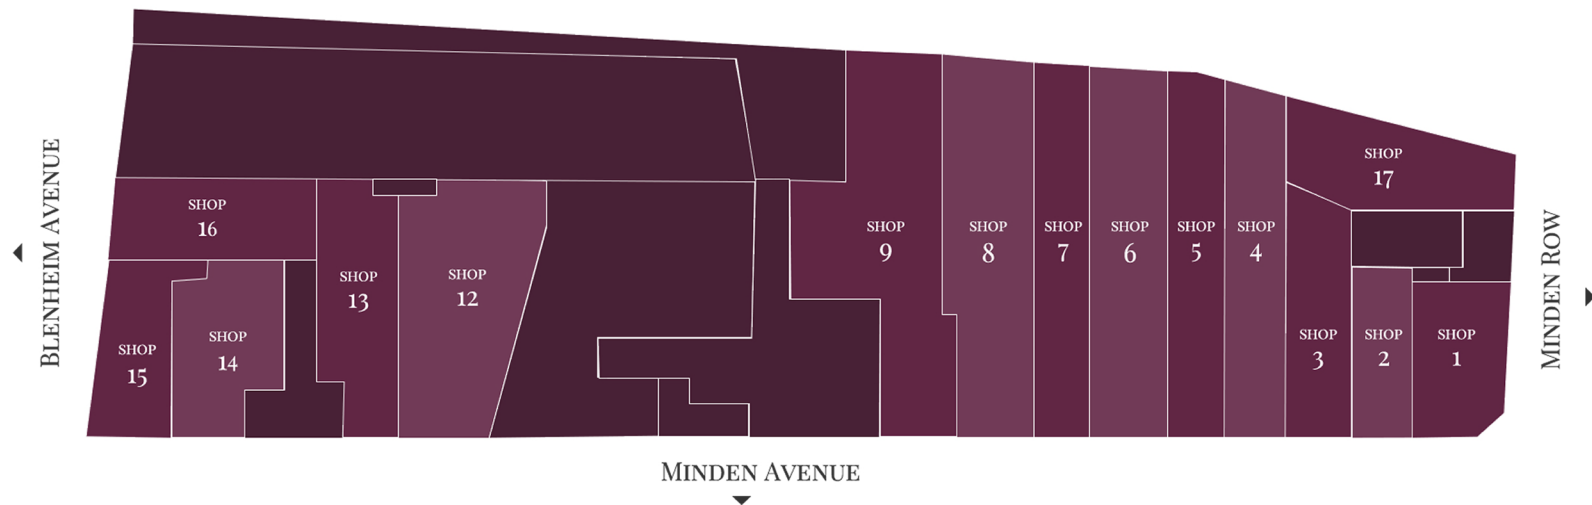 BLENHEIM AVENUE
SHOP
16
SHOP
15
SHOP
14
SHOP
13
SHOP
12
SHOP
9
SHOP
8
SHOP
7
SHOP
6
SHOP
5
SHOP
4
SHOP
17
SHOP
3
SHOP
2
SHOP
1
MINDEN ROW
MINDEN AVENUE